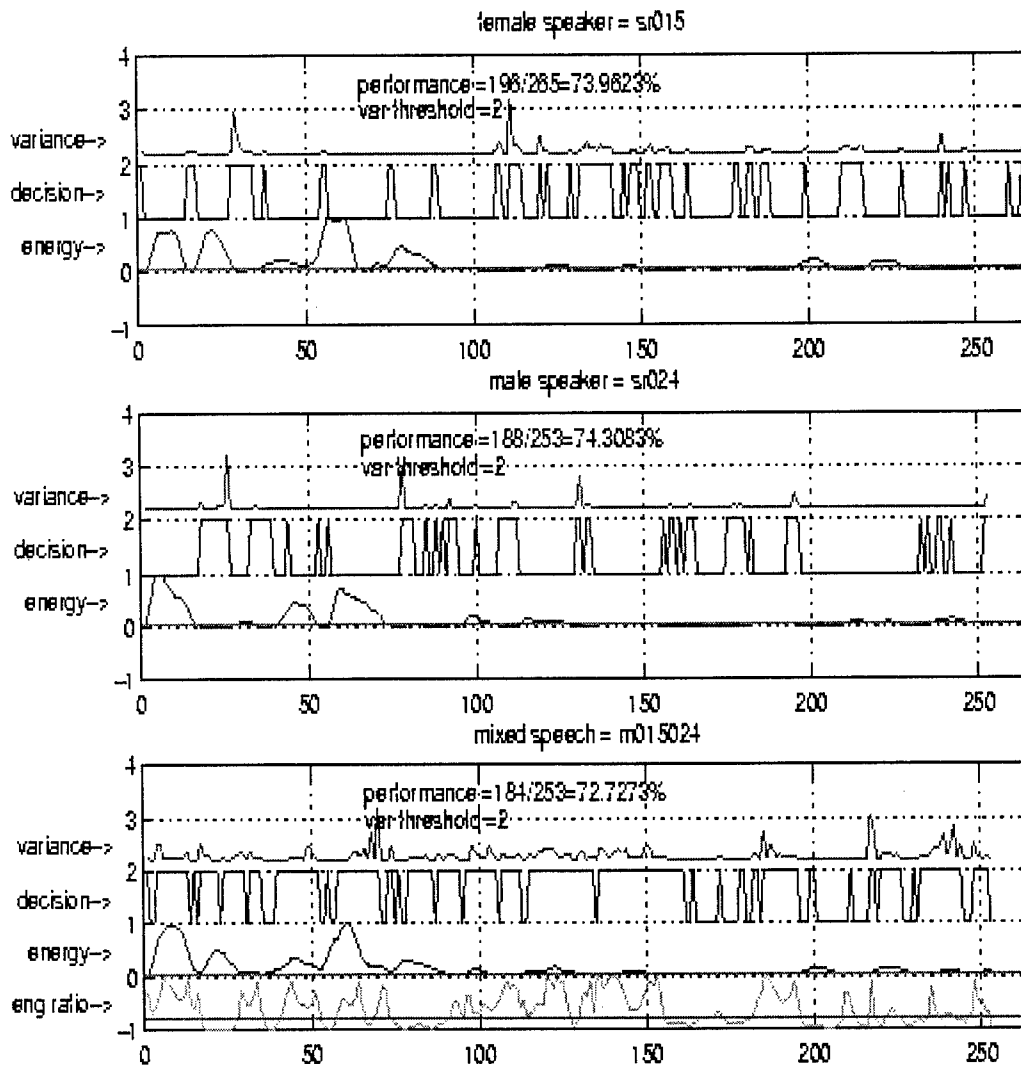 female speaker = sr015
4
performance=196/265=73.9623%
3
var threshold=2
variance-->
2
decision-->
1
energy-->
0
-1
0 50 100 150 200 250
male speaker = sr024
4
performance=188/253=74.3083%
3
var threshold=2
variance-->
2
decision-->
1
energy-->
0
-1
0 50 100 150 200 250
mixed speech = m015024
4
performance=184/253=72.7273%
3
var threshold=2
variance-->
2
decision-->
1
energy-->
0
eng ratio-->
-1
0 50 100 150 200 250